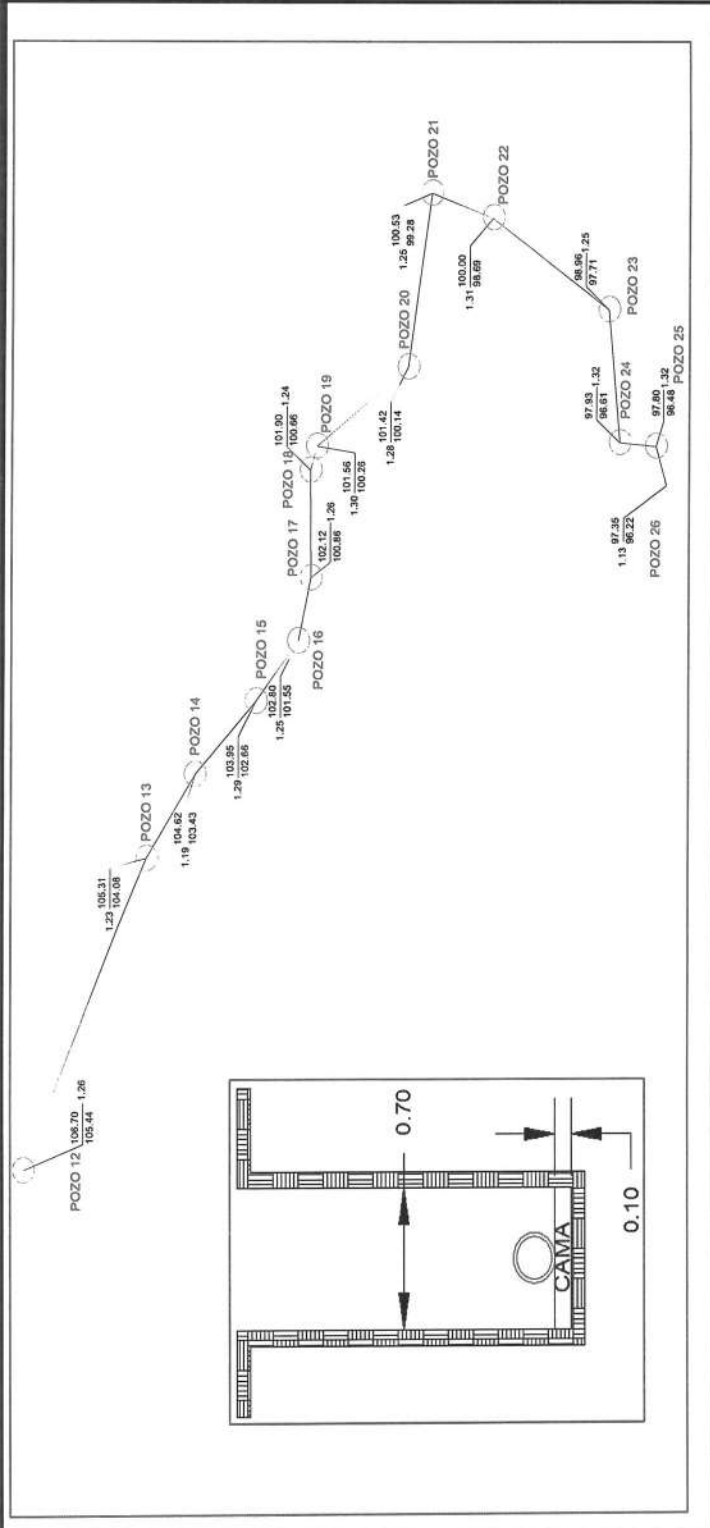 POZO 12
106.70
105.44
1.26
105.31
1.23
104.08
POZO 13
104.62
1.19
103.43
POZO 14
103.95
1.29
102.66
POZO 15
102.80
1.25
101.55
POZO 16
POZO 17
102.12
1.26
100.86
POZO 18
101.90
1.24
100.66
POZO 19
101.56
1.30
100.26
POZO 20
101.42
1.28
100.14
POZO 21
100.53
1.25
99.28
POZO 22
100.00
1.31
98.69
98.96
1.25
97.71
POZO 23
97.93
1.32
96.61
POZO 24
97.80
1.32
96.48
POZO 25
97.35
1.13
96.22
POZO 26
0.70
CAMA
0.10